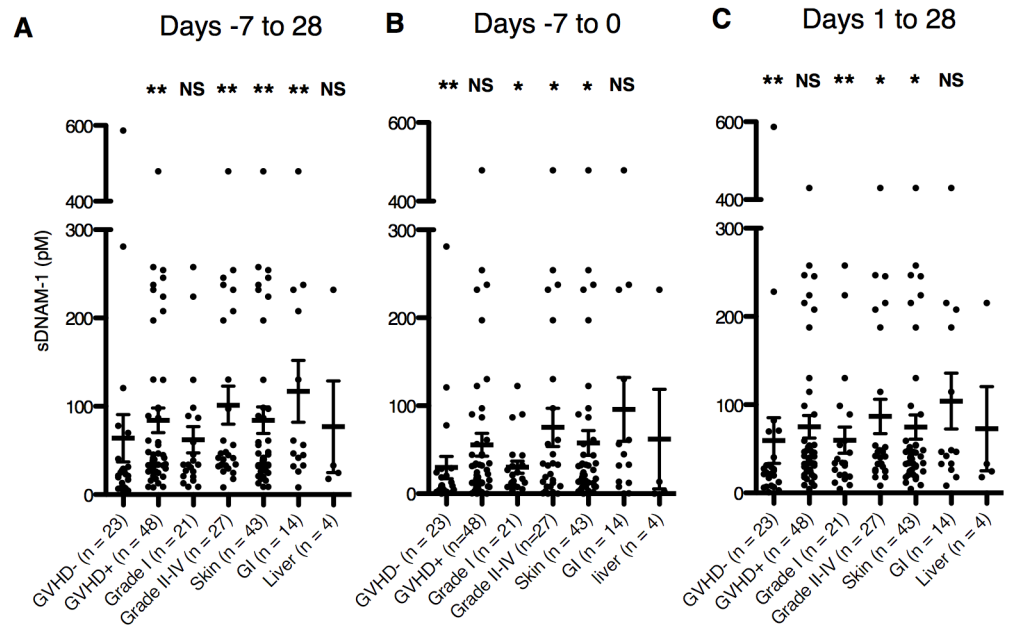 A
Days -7 to 28
** NS ** ** ** NS
sDNAM-1 (pM)
600
400
300
200
100
0
GVHD- (n = 23)
GVHD+ (n = 48)
Grade I (n = 21)
Grade II-IV (n = 27)
Skin (n = 43)
GI (n = 14)
Liver (n = 4)
B
Days -7 to 0
** NS * * * NS
600
400
300
200
100
0
GVHD- (n = 23)
GVHD+ (n=48)
Grade I (n = 21)
Grade II-IV (n=27)
Skin (n = 43)
GI (n = 14)
liver (n = 4)
C
Days 1 to 28
** NS ** * * NS
600
400
300
200
100
0
GVHD- (n = 23)
GVHD+ (n = 48)
Grade I (n = 21)
Grade II-IV (n = 27)
Skin (n = 43)
GI (n = 14)
Liver (n = 4)